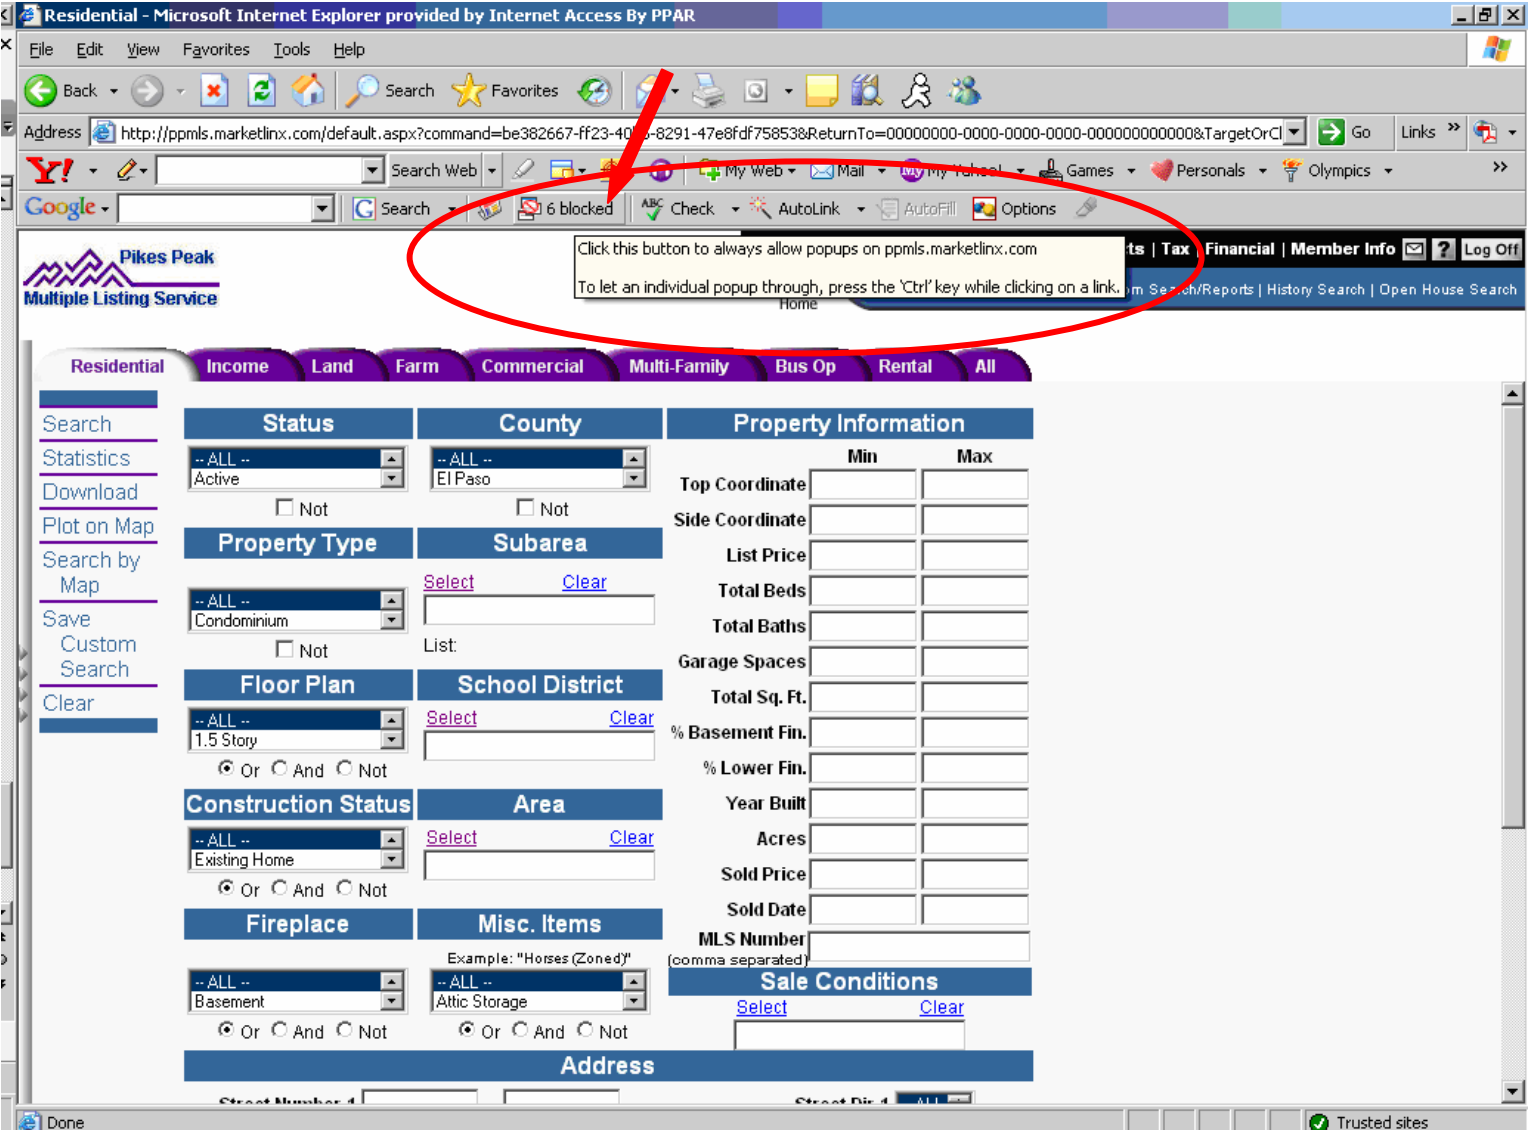 Residential - Microsoft Internet Explorer provided by Internet Access By PPAR
File Edit View Favorites Tools Help
Back Search Favorites
Address http://ppmls.marketlinx.com/default.aspx?command=be382667-ff23-40 -8291-47e8fdf75853&ReturnTo=00000000-0000-0000-0000-000000000000&TargetOrCl Go Links »
Y! Search Web My Web Mail My Yahoo! Games Personals Olympics »
Google Search 6 blocked ABC Check AutoLink AutoFill Options
Pikes Peak
Multiple Listing Service
Click this button to always allow popups on ppmls.marketlinx.com
To let an individual popup through, press the 'Ctrl' key while clicking on a link.
ts | Tax | Financial | Member Info ? Log Off
Home
m Search/Reports | History Search | Open House Search
Residential Income Land Farm Commercial Multi-Family Bus Op Rental All
Search
Statistics
Download
Plot on Map
Search by
Map
Save
Custom
Search
Clear
Status
-- ALL --
Active
Not
County
-- ALL --
El Paso
Not
Property Type
-- ALL --
Condominium
Not
Subarea
Select Clear
List:
Floor Plan
-- ALL --
1.5 Story
Or And Not
School District
Select Clear
Construction Status
-- ALL --
Existing Home
Or And Not
Area
Select Clear
Fireplace
-- ALL --
Basement
Or And Not
Misc. Items
Example: "Horses (Zoned)"
-- ALL --
Attic Storage
Or And Not
Property Information
Min Max
Top Coordinate
Side Coordinate
List Price
Total Beds
Total Baths
Garage Spaces
Total Sq. Ft.
% Basement Fin.
% Lower Fin.
Year Built
Acres
Sold Price
Sold Date
MLS Number
(comma separated)
Sale Conditions
Select Clear
Address
Street Number 1 Street Dir 1 ALL
Done Trusted sites